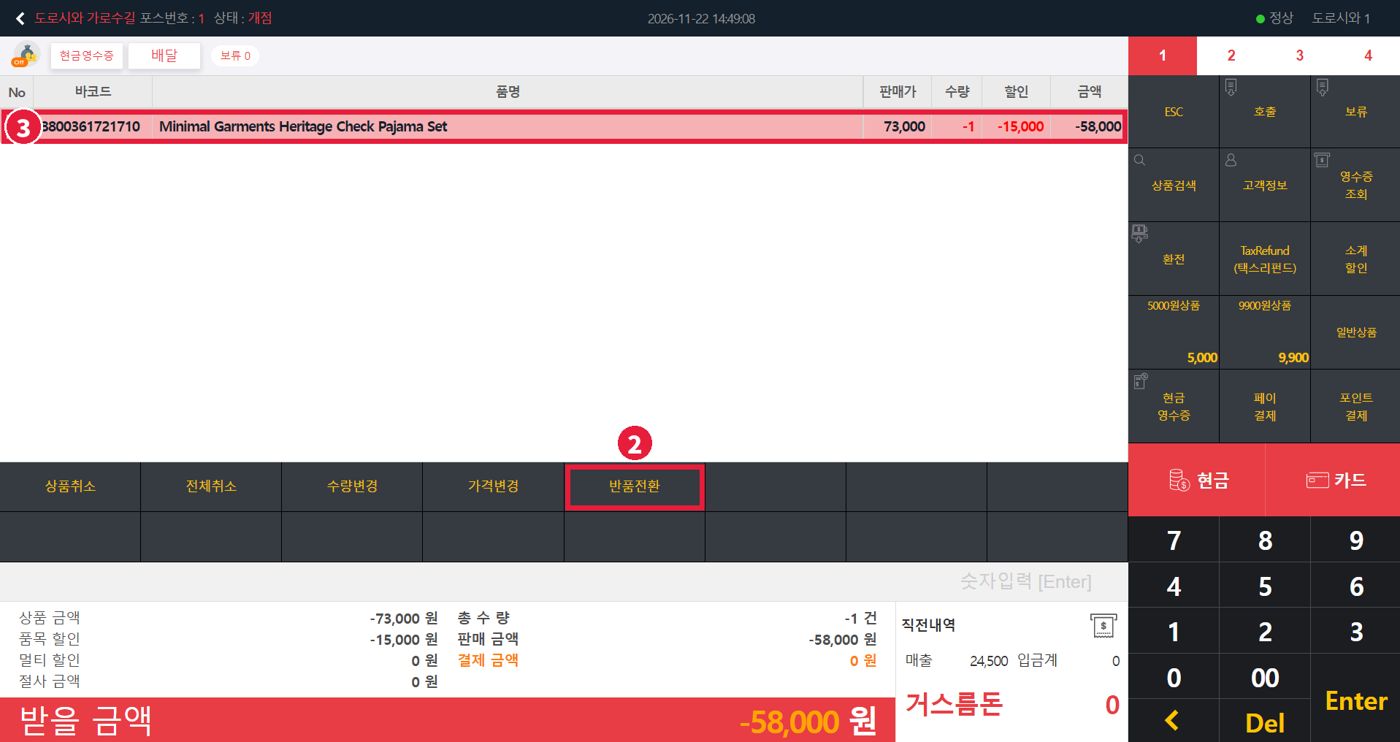 도로시와 가로수길 포스번호 : 1 상태 : 개점
2026-11-22 14:49:08
정상 도로시와 1
Off
현금영수증
배달
보류 0
1 2 3 4
No 바코드 품명 판매가 수량 할인 금액
3
3800361721710 Minimal Garments Heritage Check Pajama Set 73,000 -1 -15,000 -58,000
ESC
호출
보류
상품검색
고객정보
영수증
조회
환전
TaxRefund
(택스리펀드)
소계
할인
5000원상품
5,000
9900원상품
9,900
일반상품
현금
영수증
페이
결제
포인트
결제
2
상품취소 전체취소 수량변경 가격변경 반품전환
현금
카드
7 8 9
4 5 6
1 2 3
0 00
Enter
Del
숫자입력 [Enter]
상품 금액 -73,000 원 총 수 량 -1 건
품목 할인 -15,000 원 판매 금액 -58,000 원
멀티 할인 0 원 결제 금액 0 원
절사 금액 0 원
받을 금액 -58,000 원
직전내역
매출 24,500 입금계 0
거스름돈 0